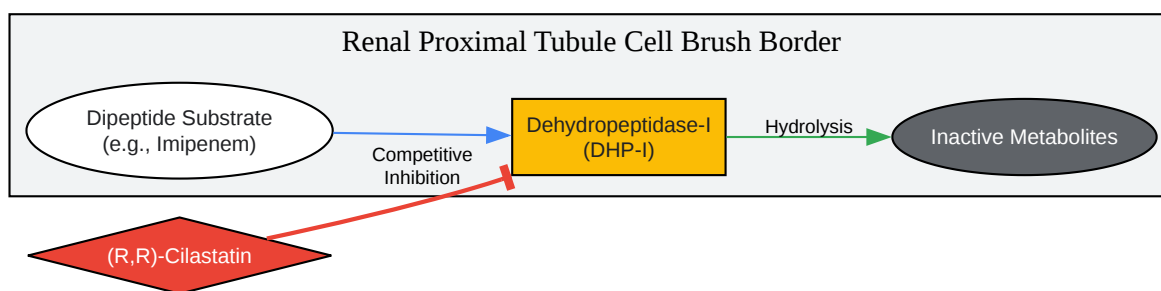 Renal Proximal Tubule Cell Brush Border
Dipeptide Substrate
(e.g., Imipenem)
Dehydropeptidase-I
(DHP-I)
Hydrolysis
Inactive Metabolites
Competitive
Inhibition
(R,R)-Cilastatin